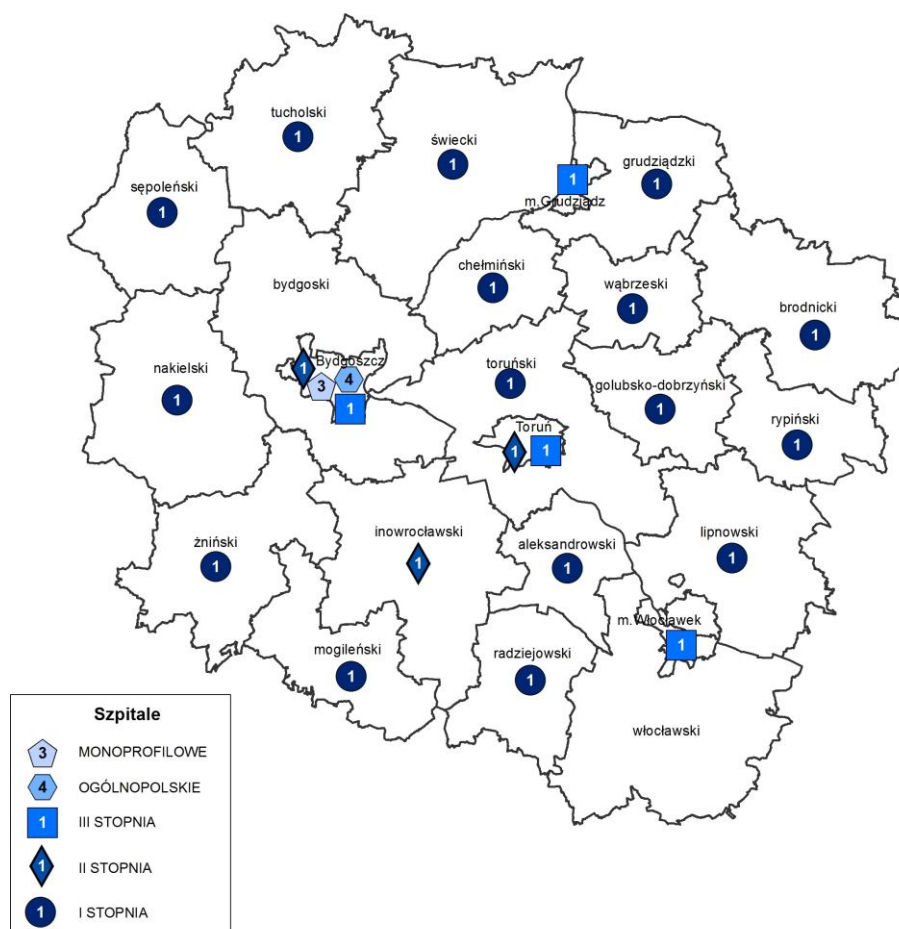 tucholski
1
świecki
1
sępoleński
1
1
grudziądzki
1
m.Grudziądz
chełmiński
1
wąbrzeski
1
brodnicki
1
bydgoski
nakielski
1
Bydgoszcz
1
3
4
1
toruński
1
golubsko-dobrzyński
1
rypiński
1
Toruń
1
1
żniński
1
inowrocławski
1
aleksandrowski
1
lipnowski
1
m.Włocławek
1
mogileński
1
radziejowski
1
włocławski
Szpitale
3 MONOPROFILOWE
4 OGÓLNOPOLSKIE
1 III STOPNIA
1 II STOPNIA
1 I STOPNIA